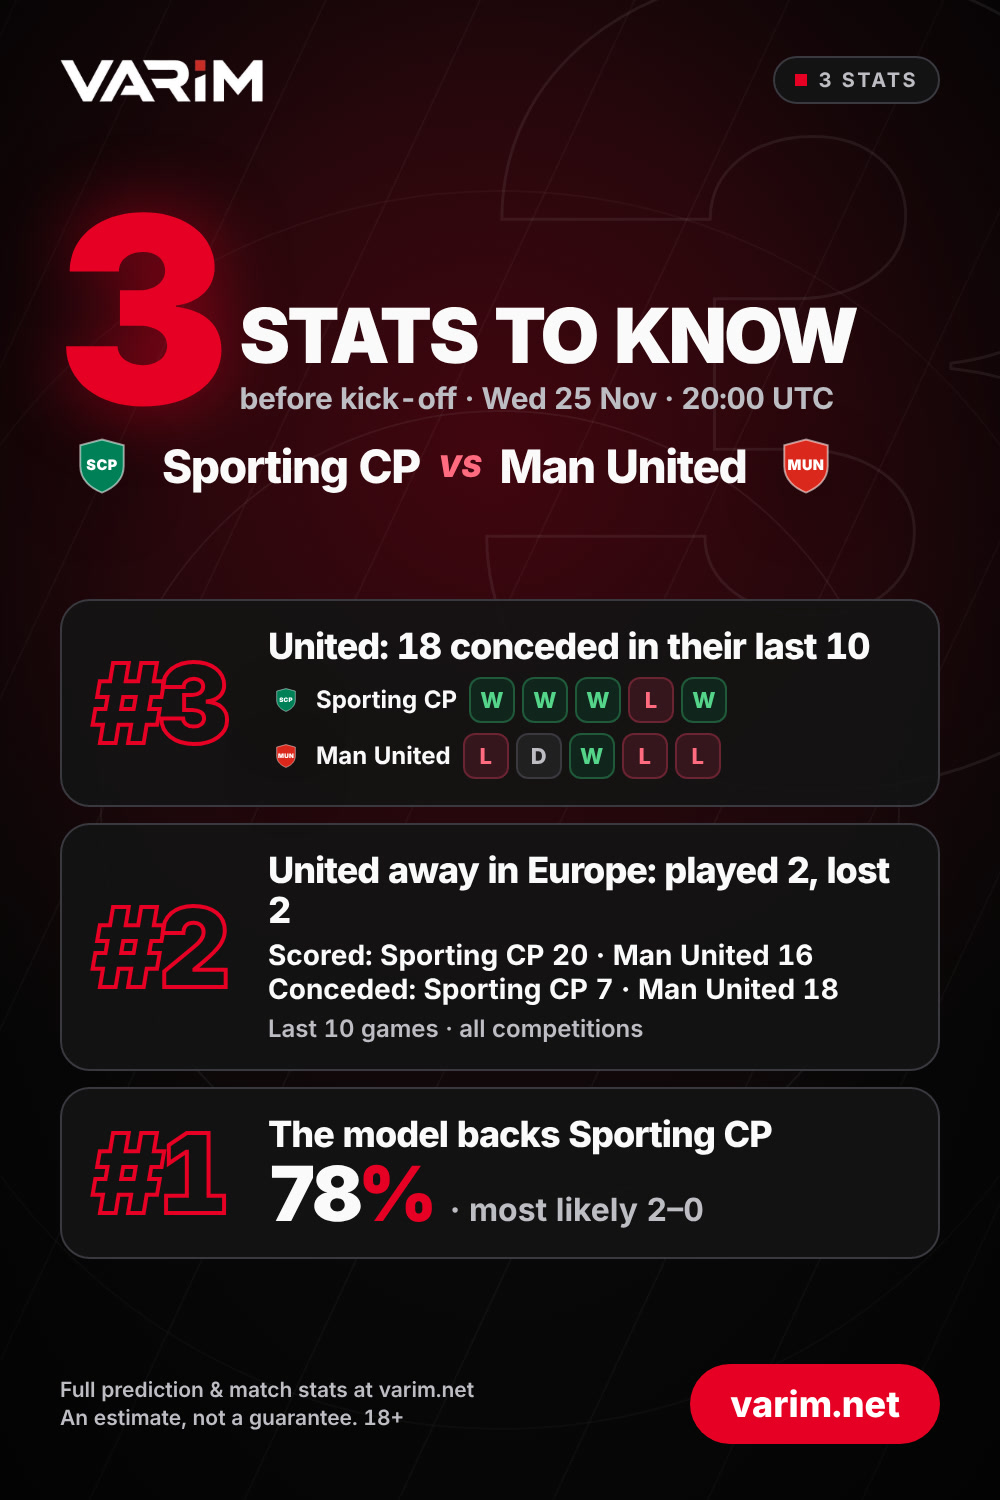 VARiM
3 STATS
3 STATS TO KNOW
before kick-off · Wed 25 Nov · 20:00 UTC
SCP Sporting CP vs Man United MUN
#3
United: 18 conceded in their last 10
SCP Sporting CP W W W L W
MUN Man United L D W L L
#2
United away in Europe: played 2, lost
2
Scored: Sporting CP 20 · Man United 16
Conceded: Sporting CP 7 · Man United 18
Last 10 games · all competitions
#1
The model backs Sporting CP
78% · most likely 2–0
Full prediction & match stats at varim.net
An estimate, not a guarantee. 18+
varim.net